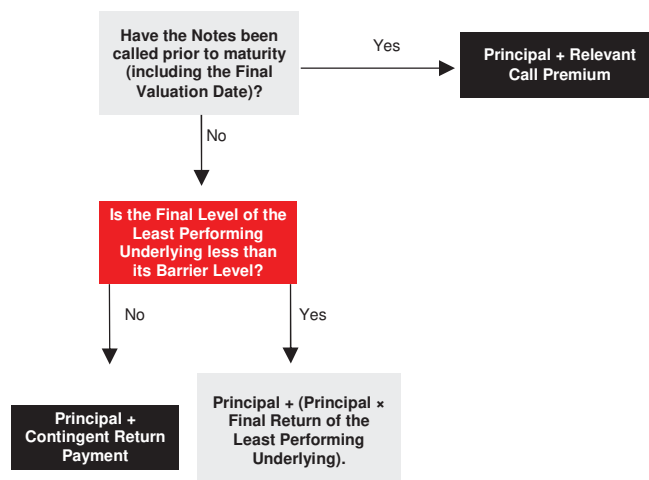 Have the Notes been
called prior to maturity
(including the Final
Valuation Date)?
Yes
Principal + Relevant
Call Premium
No
Is the Final Level of the
Least Performing
Underlying less than
its Barrier Level?
No
Yes
Principal +
Contingent Return
Payment
Principal + (Principal ×
Final Return of the
Least Performing
Underlying).